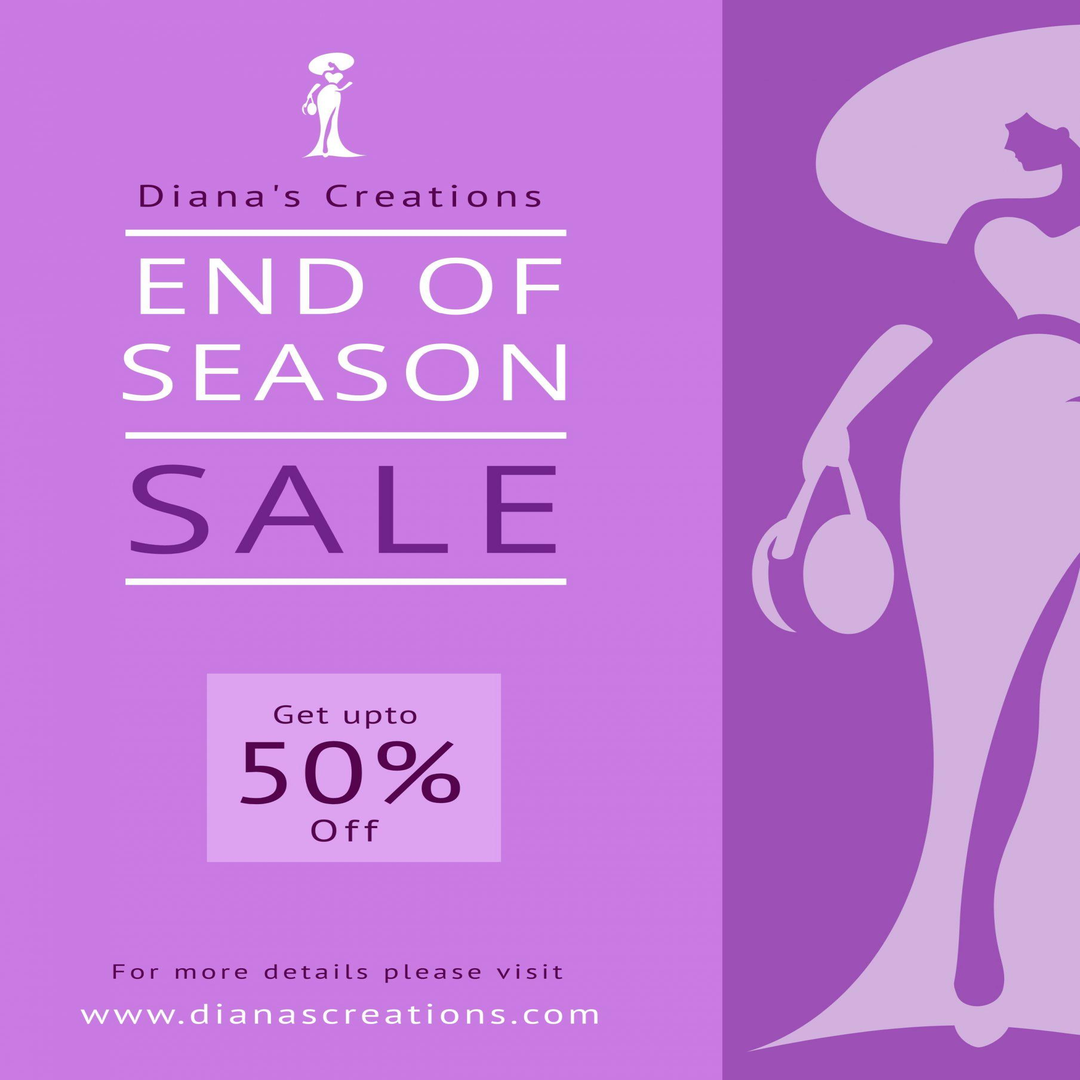 Diana's Creations
END OF
SEASON
SALE
Get upto
50%
Off
For more details please visit
www.dianascreations.com